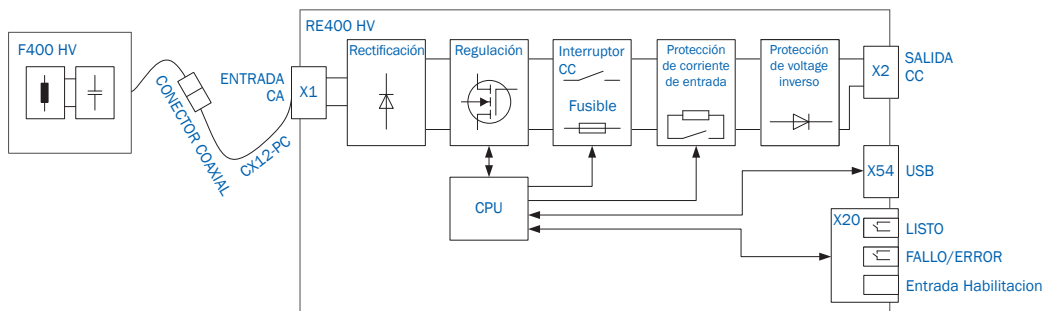 RE400 HV
F400 HV
CONECTOR COAXIAL
CX12-PC
ENTRADA
CA
X1
Rectificación
Regulación
Interruptor
CC
Fusible
Protección
de corriente
de entrada
Protección
de voltage
inverso
X2
SALIDA
CC
CPU
X54
USB
X20
LISTO
FALLO/ERROR
Entrada Habilitacion